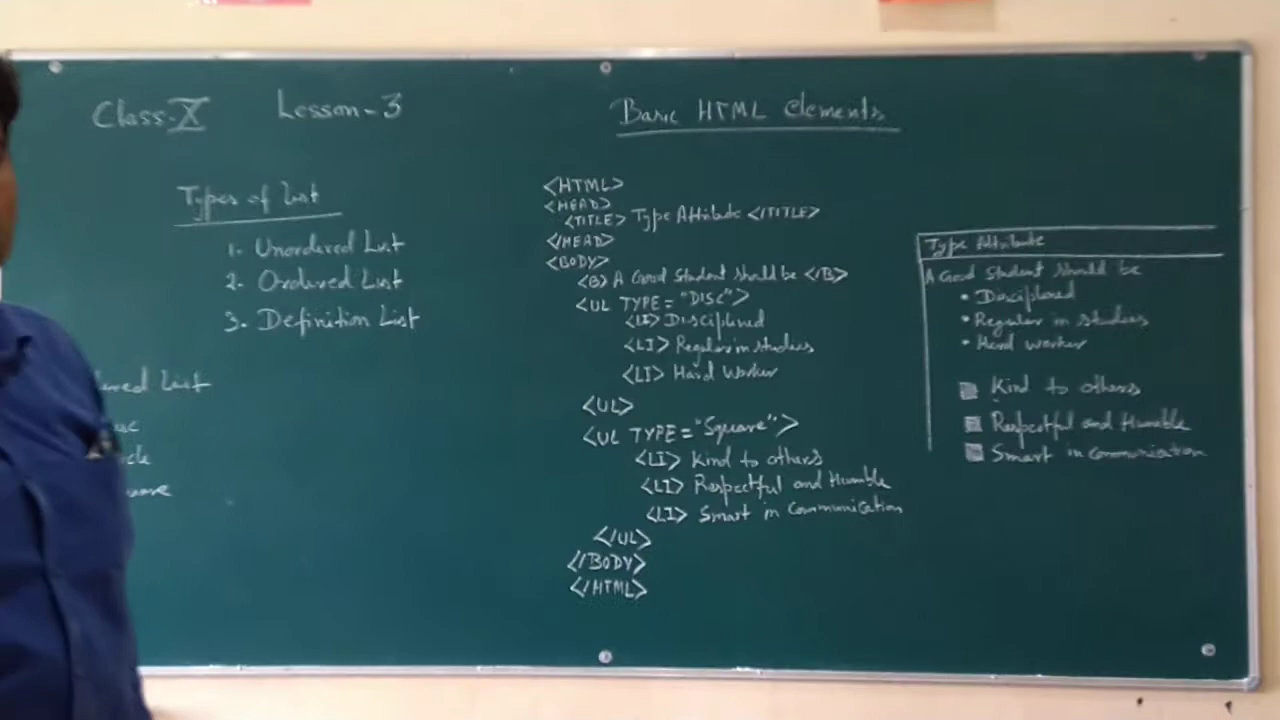 Class-X Lesson-3
Types of List
1. Unordered List
2. Ordered List
3. Definition List
List
Basic HTML elements
<HTML>
<HEAD>
<TITLE> Type Attribute </TITLE>
</HEAD>
<BODY>
<B> A Good Student should be </B>
<UL TYPE="DISC">
<LI> Disciplined
<LI> Regular in studies
<LI> Hard Worker
<UL>
<UL TYPE="Square">
<LI> Kind to others
<LI> Respectful and Humble
<LI> Smart in Communication
</UL>
</BODY>
</HTML>
Type Attribute
A Good Student should be
• Disciplined
• Regular in studies
• Hard worker
■ Kind to others
■ Respectful and Humble
■ Smart in communication